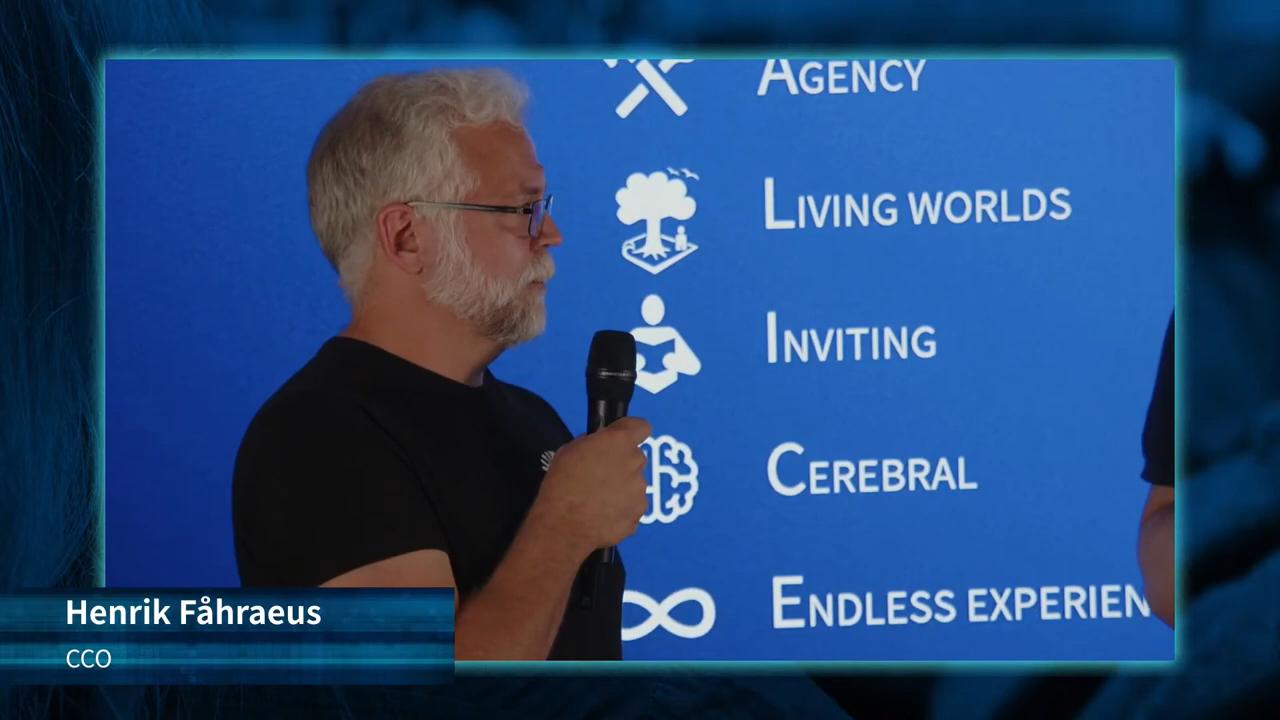 AGENCY
LIVING WORLDS
INVITING
CEREBRAL
ENDLESS EXPERIEN
Henrik Fåhraeus
CCO